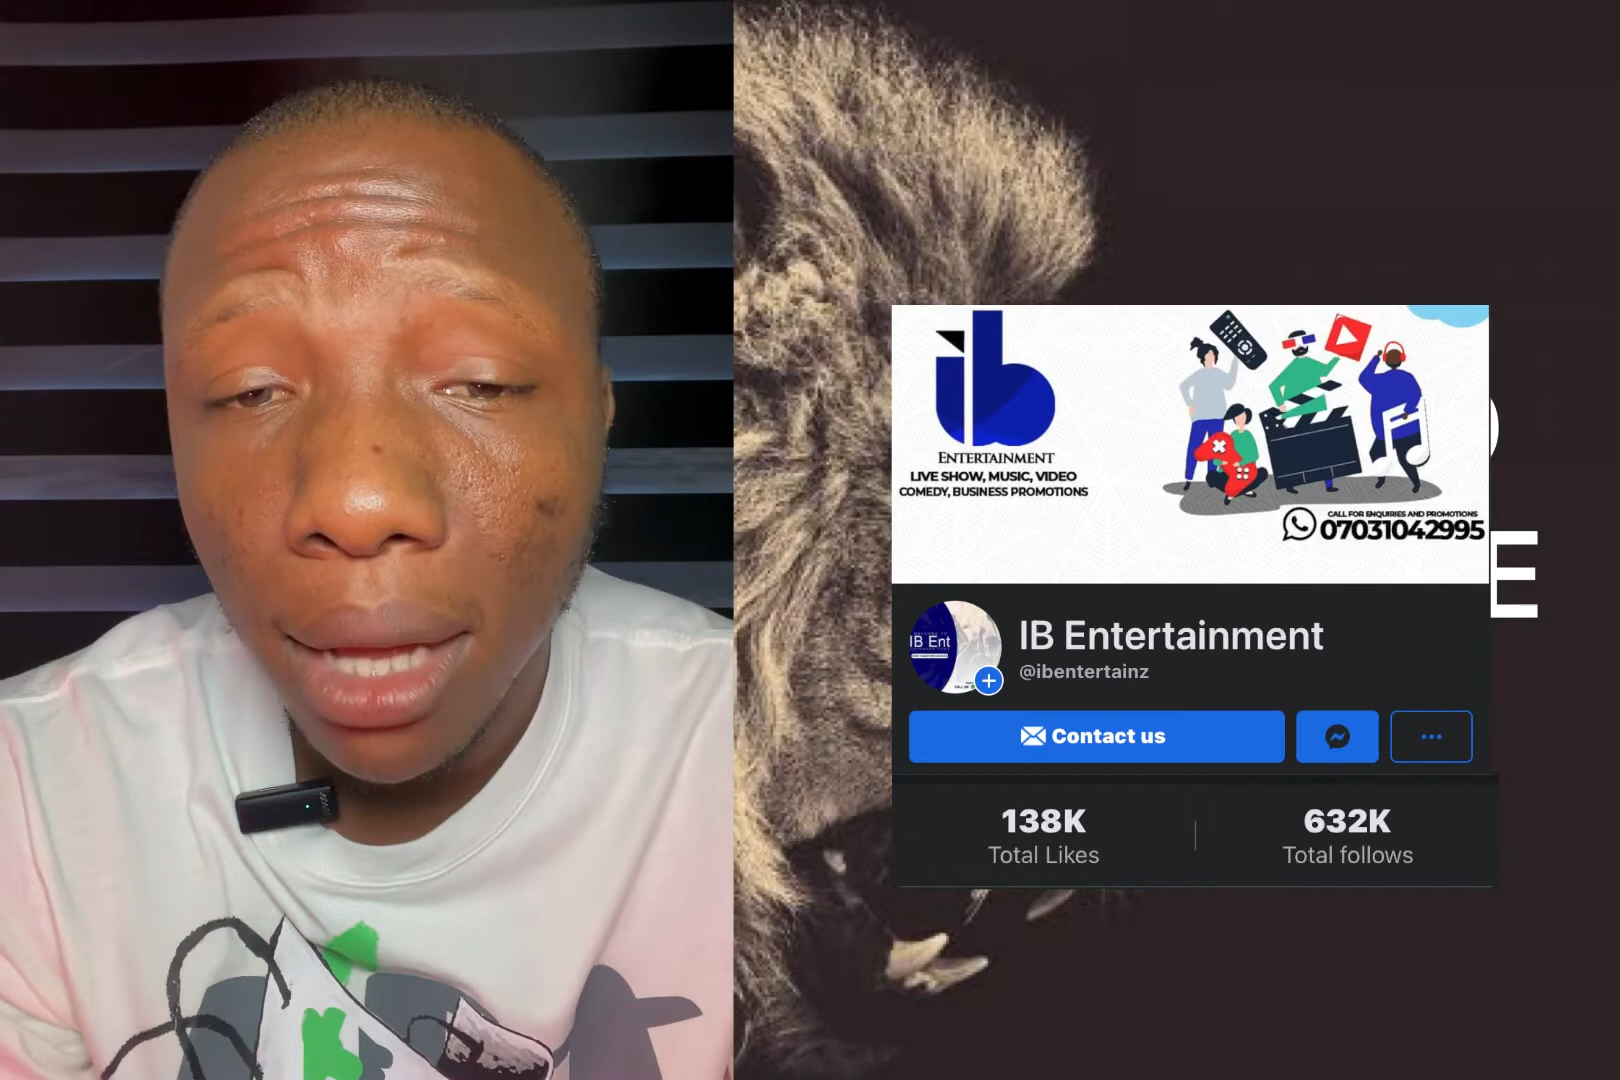 ib
ENTERTAINMENT
LIVE SHOW, MUSIC, VIDEO
COMEDY, BUSINESS PROMOTIONS
CALL FOR ENQUIRIES AND PROMOTIONS
07031042995
E
IB Ent
IB Entertainment
@ibentertainz
Contact us
138K
Total Likes
632K
Total follows